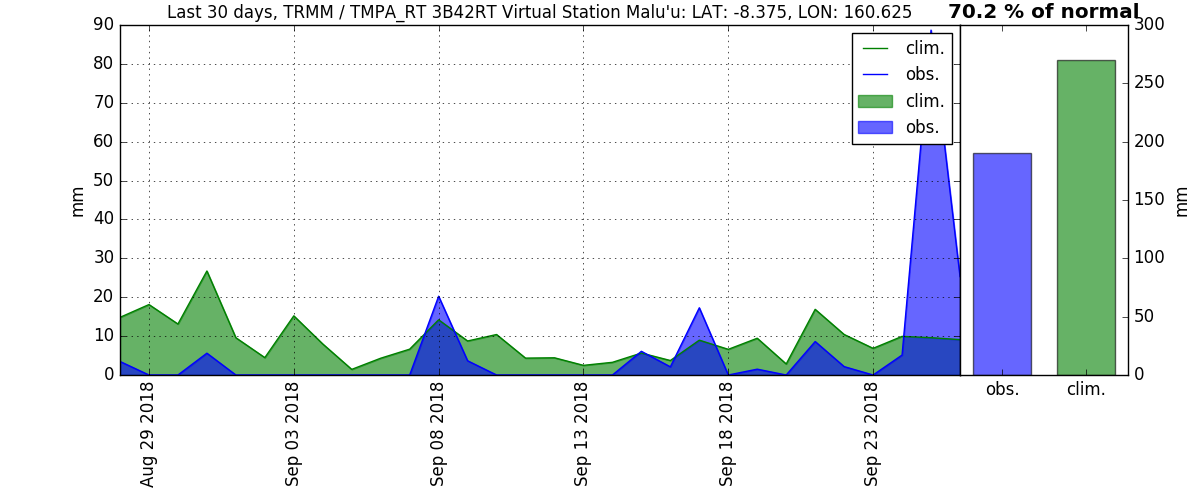 Last 30 days, TRMM / TMPA_RT 3B42RT Virtual Station Malu'u: LAT: -8.375, LON: 160.625
70.2 % of normal
90
80
70
60
50
40
30
20
10
0
mm
clim.
obs.
clim.
obs.
Aug 29 2018
Sep 03 2018
Sep 08 2018
Sep 13 2018
Sep 18 2018
Sep 23 2018
300
250
200
150
100
50
0
mm
obs.
clim.